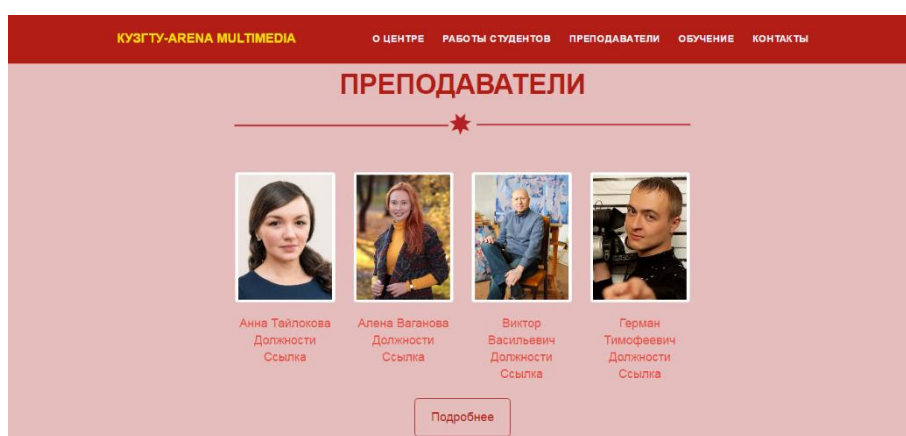 КУЗГТУ-ARENA MULTIMEDIA
О ЦЕНТРЕ РАБОТЫ СТУДЕНТОВ ПРЕПОДАВАТЕЛИ ОБУЧЕНИЕ КОНТАКТЫ
ПРЕПОДАВАТЕЛИ
Анна Тайлокова
Должности
Ссылка
Алена Ваганова
Должности
Ссылка
Виктор
Васильевич
Должности
Ссылка
Герман
Тимофеевич
Должности
Ссылка
Подробнее